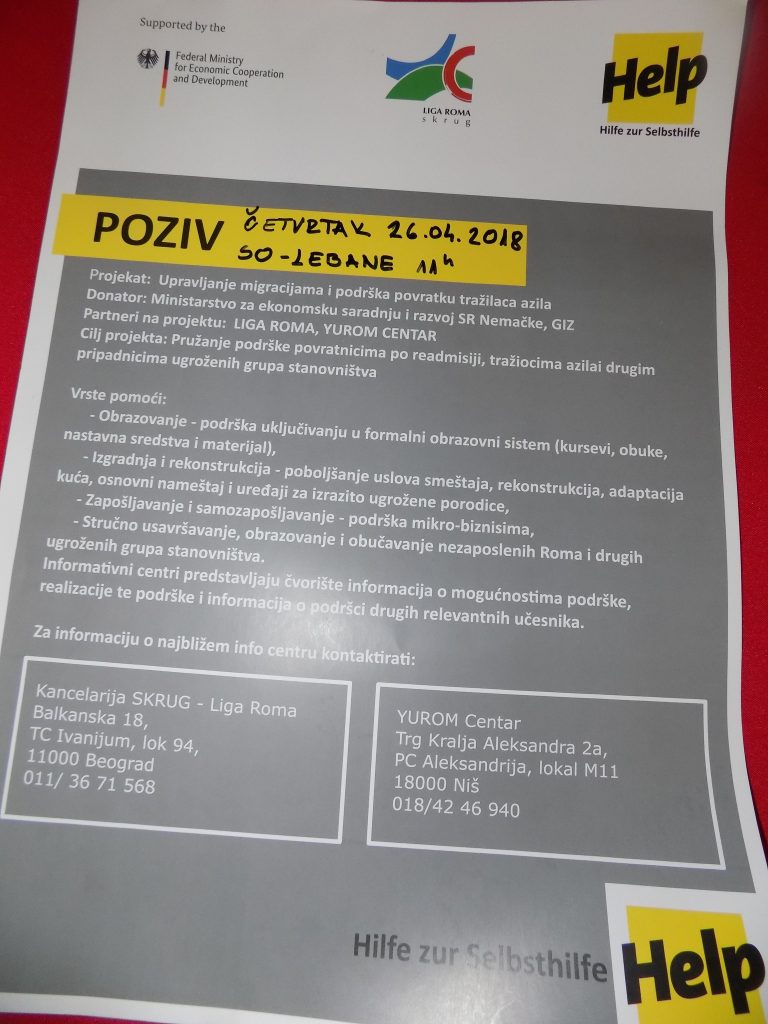 Supported by the
Federal Ministry
for Economic Cooperation
and Development
LIGA ROMA
skrug
Help
Hilfe zur Selbsthilfe
POZIV
ČETVRTAK 26.04.2018
SO-LEBANE 11h
Projekat: Upravljanje migracijama i podrška povratku tražilaca azila
Donator: Ministarstvo za ekonomsku saradnju i razvoj SR Nemačke, GIZ
Partneri na projektu: LIGA ROMA, YUROM CENTAR
Cilj projekta: Pružanje podrške povratnicima po readmisiji, tražiocima azilai drugim
pripadnicima ugroženih grupa stanovništva
Vrste pomoći:
- Obrazovanje - podrška uključivanju u formalni obrazovni sistem (kursevi, obuke,
nastavna sredstva i materijal),
- Izgradnja i rekonstrukcija - poboljšanje uslova smeštaja, rekonstrukcija, adaptacija
kuća, osnovni nameštaj i uređaji za izrazito ugrožene porodice,
- Zapošljavanje i samozapošljavanje - podrška mikro-biznisima,
- Stručno usavršavanje, obrazovanje i obučavanje nezaposlenih Roma i drugih
ugroženih grupa stanovništva.
Informativni centri predstavljaju čvorište informacija o mogućnostima podrške,
realizacije te podrške i informacija o podršci drugih relevantnih učesnika.
Za informaciju o najbližem info centru kontaktirati:
Kancelarija SKRUG - Liga Roma
Balkanska 18,
TC Ivanijum, lok 94,
11000 Beograd
011/ 36 71 568
YUROM Centar
Trg Kralja Aleksandra 2a,
PC Aleksandrija, lokal M11
18000 Niš
018/42 46 940
Hilfe zur Selbsthilfe
Help